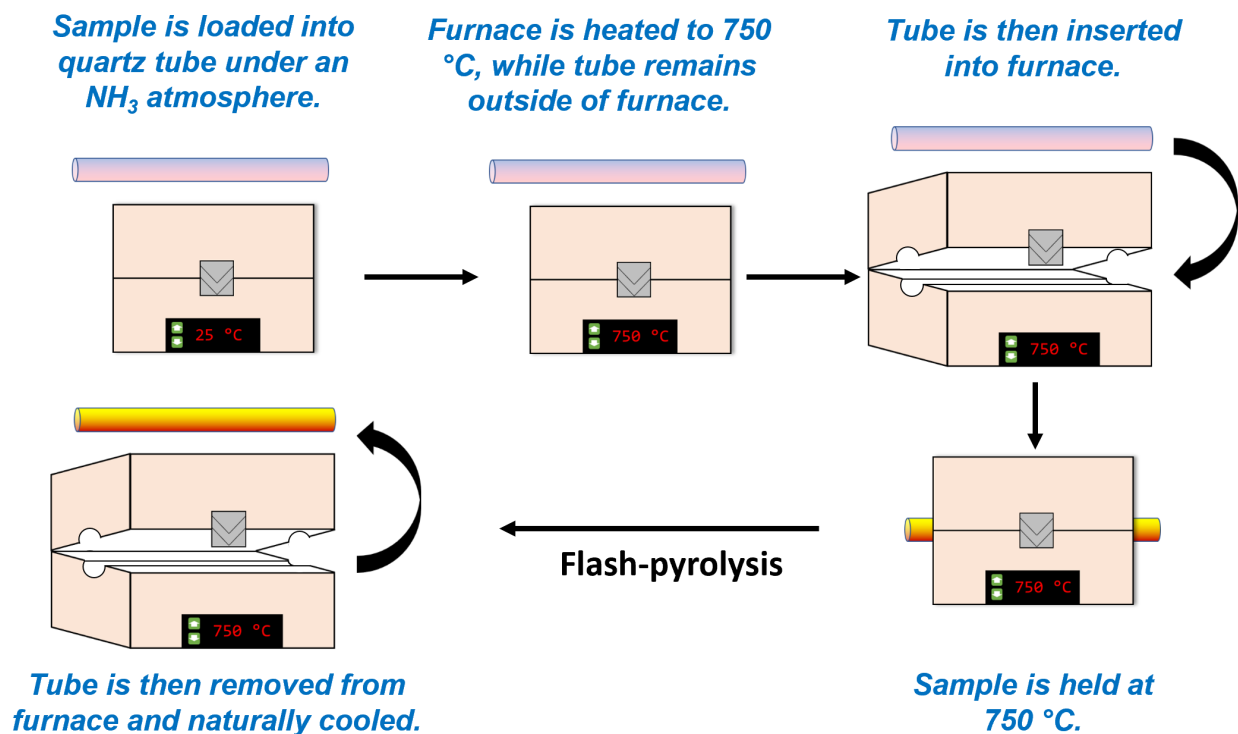 Sample is loaded into
quartz tube under an
NH₃ atmosphere.
Furnace is heated to 750
°C, while tube remains
outside of furnace.
Tube is then inserted
into furnace.
25 °C
750 °C
750 °C
750 °C
Sample is held at
750 °C.
Flash-pyrolysis
750 °C
Tube is then removed from
furnace and naturally cooled.